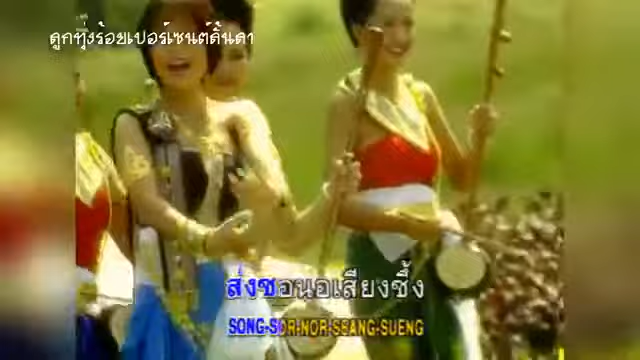 ลูกทุ่งร้อยเปอร์เซนต์ดิ้นดา
ส่งซอนอเสียงซึ้ง
SONG-SOR-NOR-SEANG-SUENG